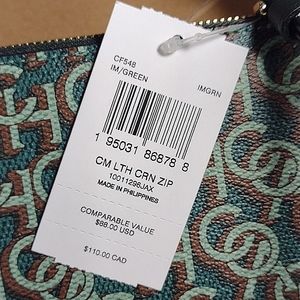 CF548
IM/GREEN
IMGRN
1 95031 86878 8
CM LTH CRN ZIP
10011298JAX
MADE IN PHILIPPINES
COMPARABLE VALUE
$88.00 USD
$110.00 CAD